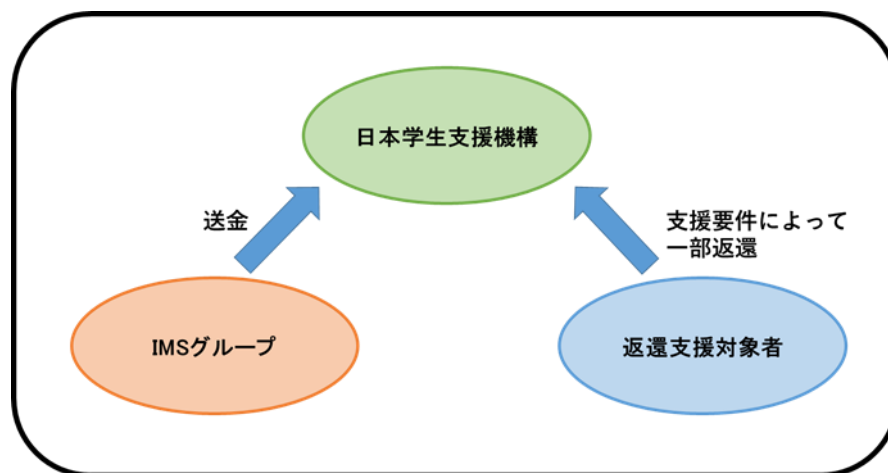 日本学生支援機構
送金
支援要件によって
一部返還
IMSグループ
返還支援対象者